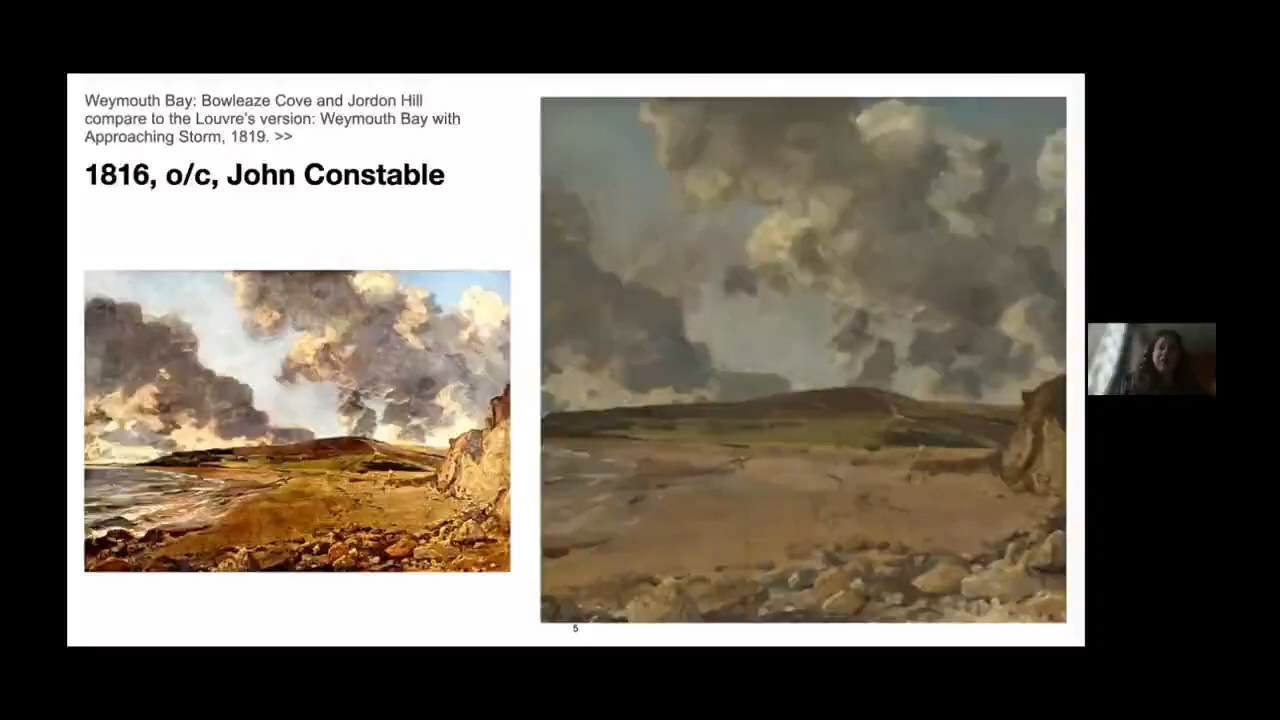 Weymouth Bay: Bowleaze Cove and Jordon Hill
compare to the Louvre's version: Weymouth Bay with
Approaching Storm, 1819. >>
1816, o/c, John Constable
5